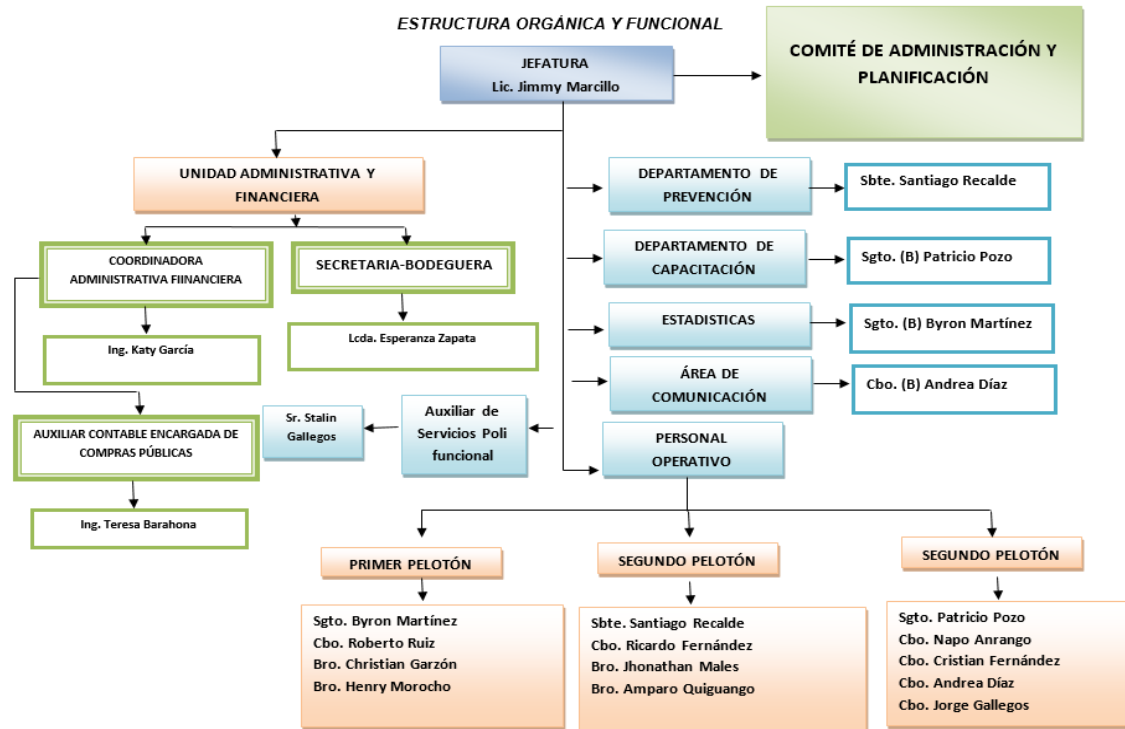 ESTRUCTURA ORGÁNICA Y FUNCIONAL
JEFATURA
Lic. Jimmy Marcillo
COMITÉ DE ADMINISTRACIÓN Y
PLANIFICACIÓN
UNIDAD ADMINISTRATIVA Y
FINANCIERA
DEPARTAMENTO DE
PREVENCIÓN
Sbte. Santiago Recalde
COORDINADORA
ADMINISTRATIVA FIINANCIERA
SECRETARIA-BODEGUERA
DEPARTAMENTO DE
CAPACITACIÓN
Sgto. (B) Patricio Pozo
Ing. Katy García
Lcda. Esperanza Zapata
ESTADISTICAS
Sgto. (B) Byron Martínez
ÁREA DE
COMUNICACIÓN
Cbo. (B) Andrea Díaz
AUXILIAR CONTABLE ENCARGADA DE
COMPRAS PÚBLICAS
Sr. Stalin
Gallegos
Auxiliar de
Servicios Poli
funcional
PERSONAL
OPERATIVO
Ing. Teresa Barahona
PRIMER PELOTÓN
SEGUNDO PELOTÓN
SEGUNDO PELOTÓN
Sgto. Byron Martínez
Cbo. Roberto Ruiz
Bro. Christian Garzón
Bro. Henry Morocho
Sbte. Santiago Recalde
Cbo. Ricardo Fernández
Bro. Jhonathan Males
Bro. Amparo Quiguango
Sgto. Patricio Pozo
Cbo. Napo Anrango
Cbo. Cristian Fernández
Cbo. Andrea Díaz
Cbo. Jorge Gallegos